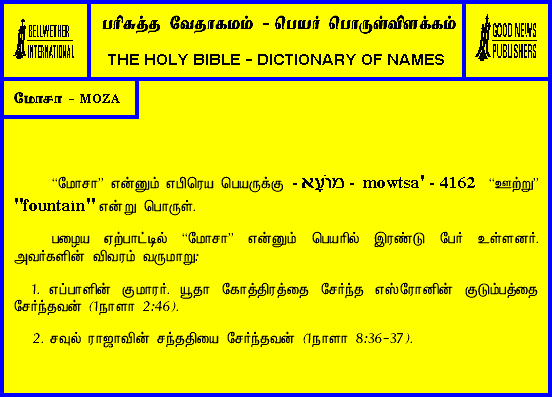 BELLWETHER
INTERNATIONAL
பரிசுத்த வேதாகமம் - பெயர் பொருள்விளக்கம்
THE HOLY BIBLE - DICTIONARY OF NAMES
GOOD NEWS
PUBLISHERS
மோசா - MOZA
“மோசா” என்னும் எபிரெய பெயருக்கு - מוֹצָא - mowtsa' - 4162 “ஊற்று”
"fountain" என்று பொருள்.
பழைய ஏற்பாட்டில் “மோசா” என்னும் பெயரில் இரண்டு பேர் உள்ளனர்.
அவர்களின் விவரம் வருமாறு:
1. எப்பாளின் குமாரர். யூதா கோத்திரத்தை சேர்ந்த எஸ்ரோனின் குடும்பத்தை
சேர்ந்தவன் (1நாளா 2:46).
2. சவுல் ராஜாவின் சந்ததியை சேர்ந்தவன் (1நாளா 8:36-37).